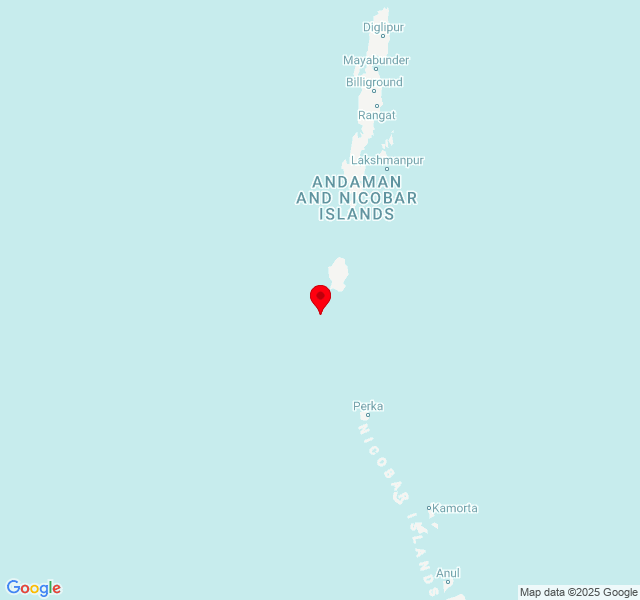 Diglipur
Mayabunder
Billiground
Rangat
Lakshmanpur
ANDAMAN
AND NICOBAR
ISLANDS
Perka
NICOBAR ISLANDS
Kamorta
Anul
Google
Map data ©2025 Google